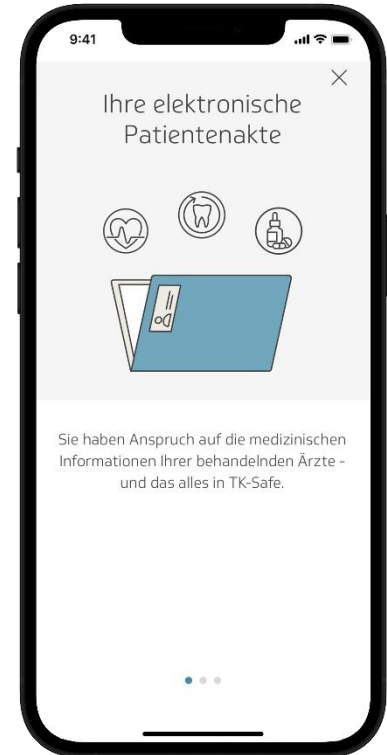 9:41
Ihre elektronische
Patientenakte
Sie haben Anspruch auf die medizinischen
Informationen Ihrer behandelnden Ärzte -
und das alles in TK-Safe.